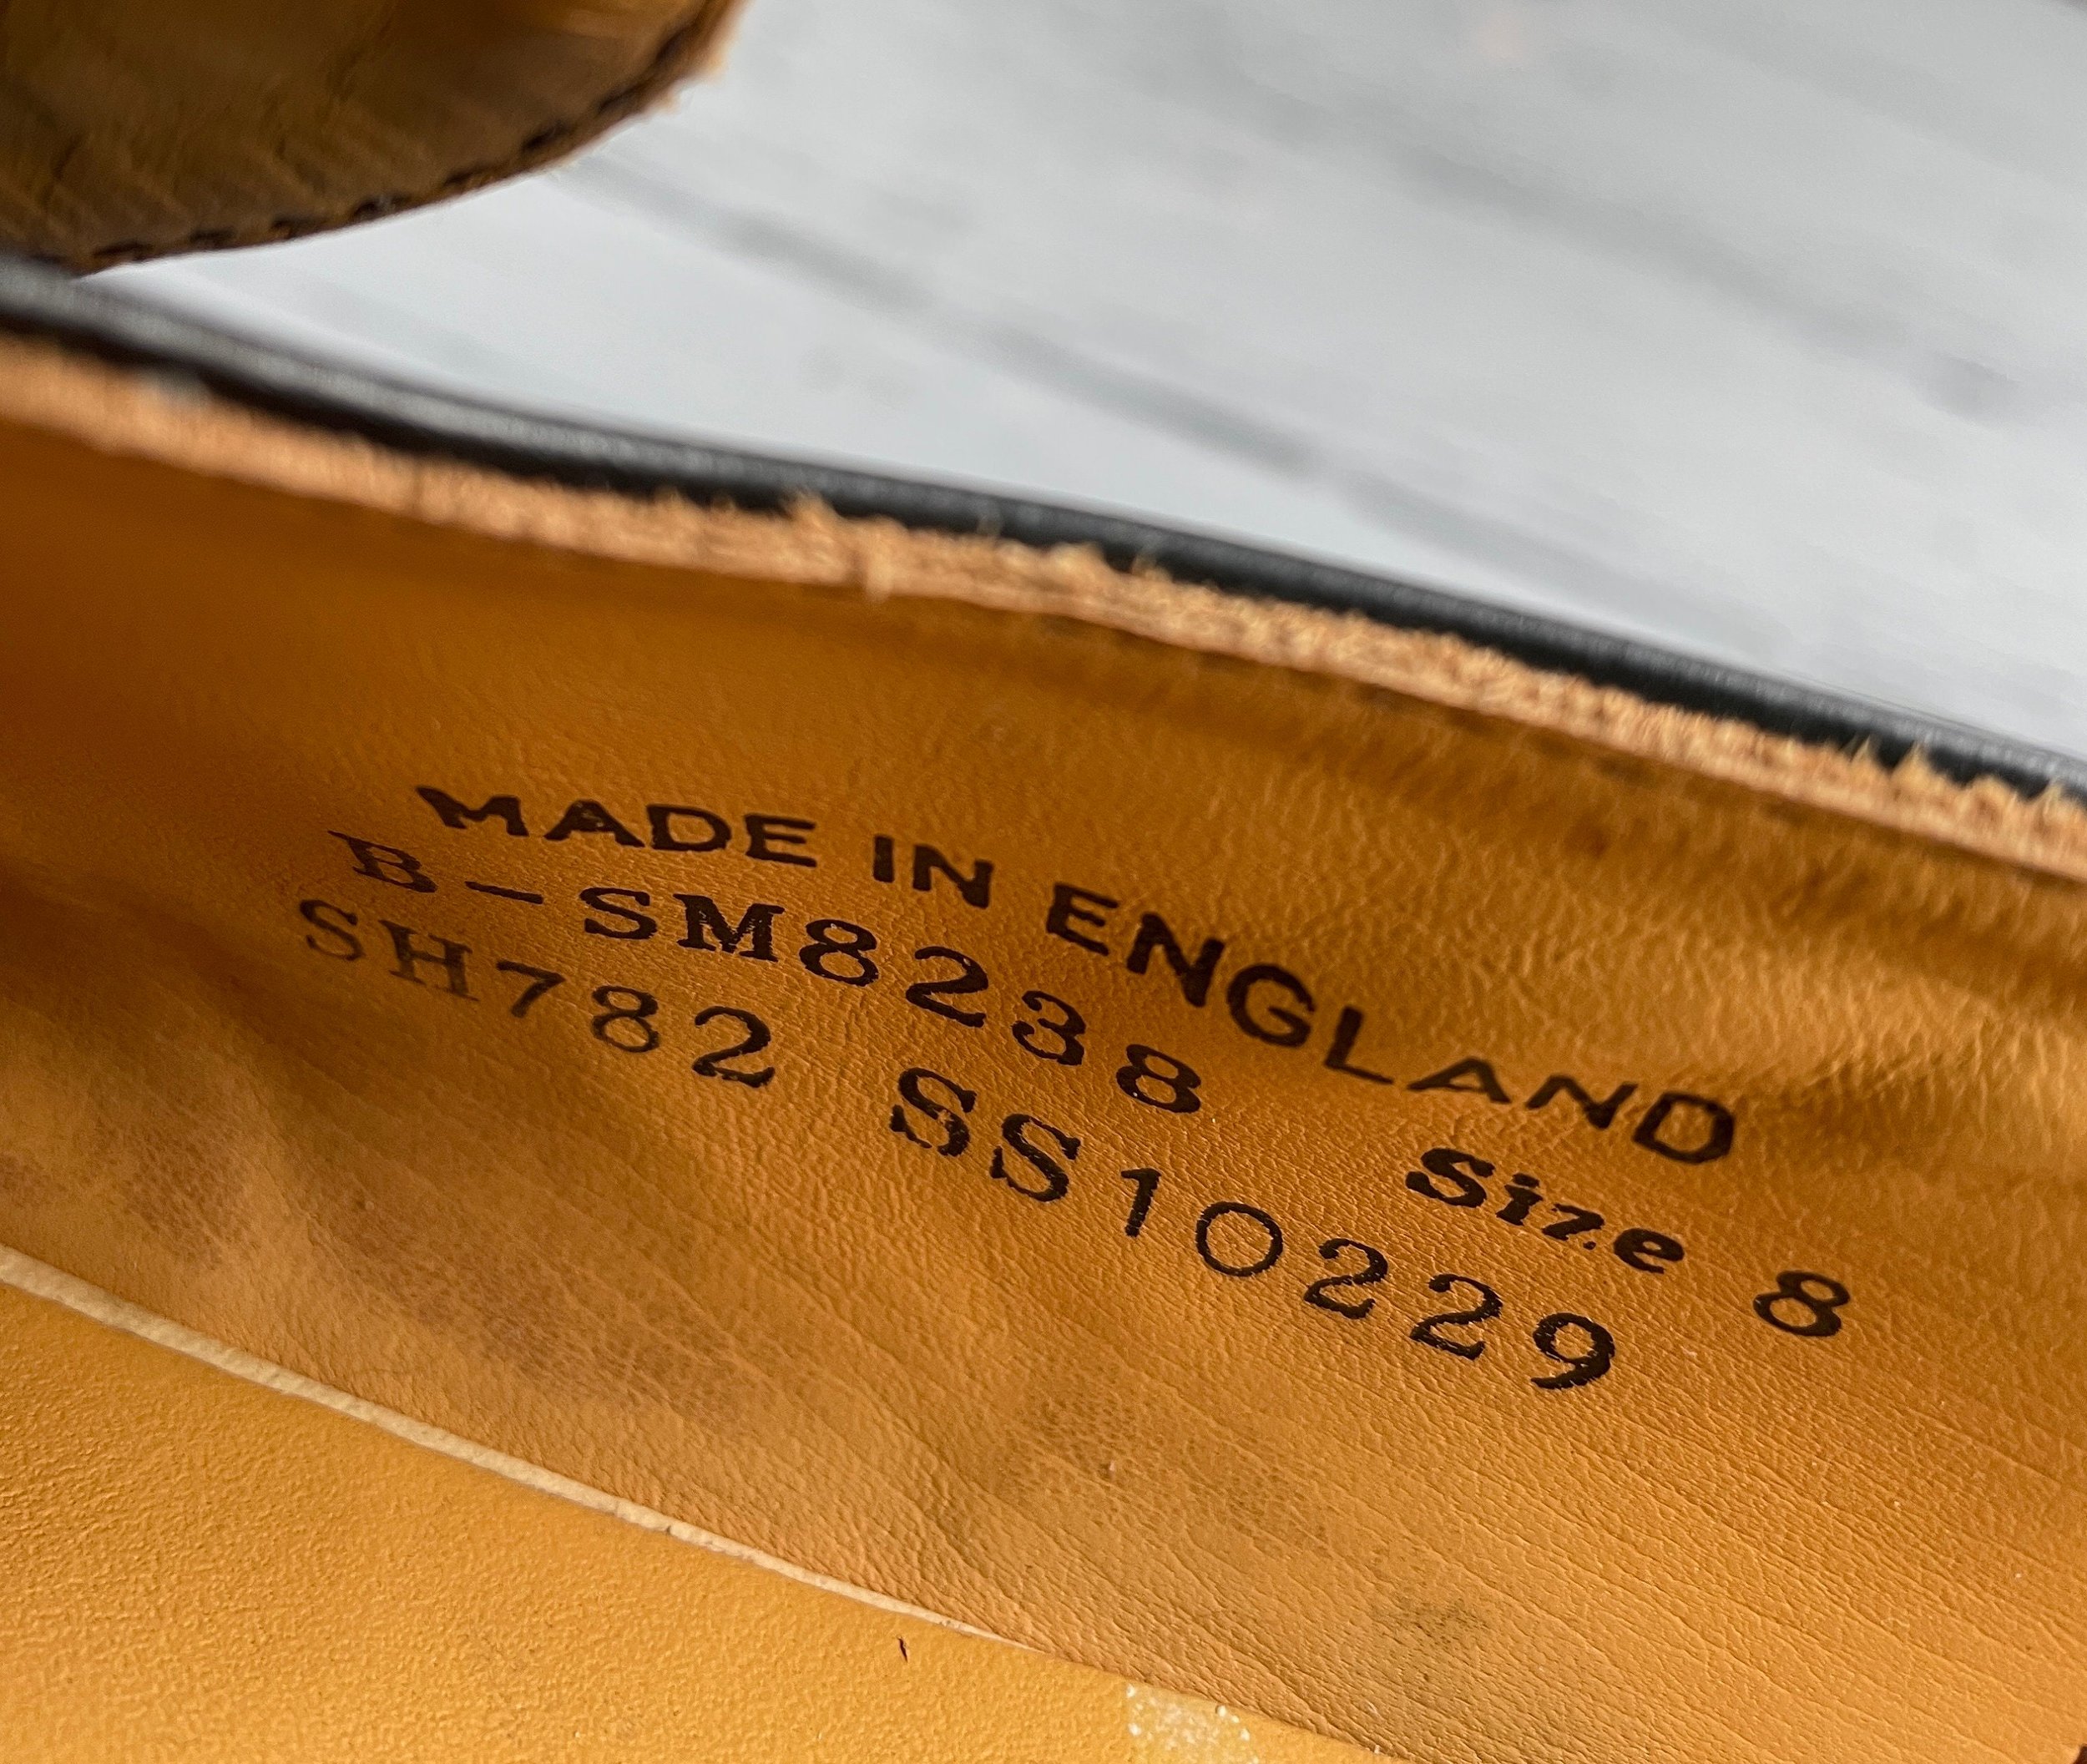 MADE IN ENGLAND
B-SM8238 Size 8
SH782 SS10229